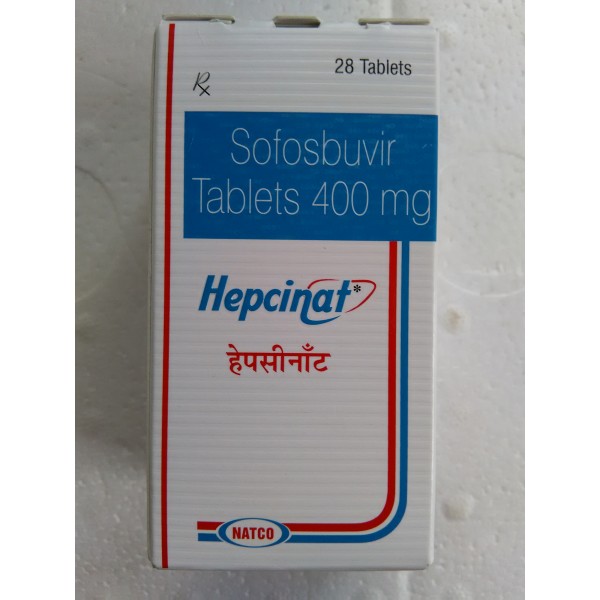 ℞
28 Tablets
Sofosbuvir
Tablets 400 mg
Hepcinat*
हेपसीनाँट
NATCO